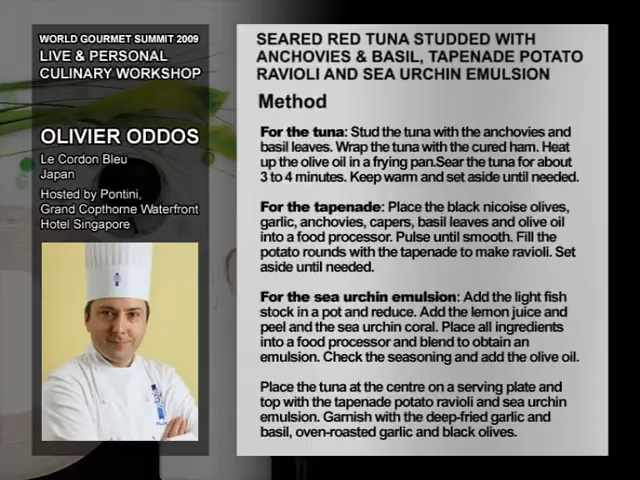 WORLD GOURMET SUMMIT 2009
LIVE & PERSONAL
CULINARY WORKSHOP
OLIVIER ODDOS
Le Cordon Bleu
Japan
Hosted by Pontini,
Grand Copthorne Waterfront
Hotel Singapore
SEARED RED TUNA STUDDED WITH
ANCHOVIES & BASIL, TAPENADE POTATO
RAVIOLI AND SEA URCHIN EMULSION
Method
For the tuna: Stud the tuna with the anchovies and
basil leaves. Wrap the tuna with the cured ham. Heat
up the olive oil in a frying pan.Sear the tuna for about
3 to 4 minutes. Keep warm and set aside until needed.
For the tapenade: Place the black nicoise olives,
garlic, anchovies, capers, basil leaves and olive oil
into a food processor. Pulse until smooth. Fill the
potato rounds with the tapenade to make ravioli. Set
aside until needed.
For the sea urchin emulsion: Add the light fish
stock in a pot and reduce. Add the lemon juice and
peel and the sea urchin coral. Place all ingredients
into a food processor and blend to obtain an
emulsion. Check the seasoning and add the olive oil.
Place the tuna at the centre on a serving plate and
top with the tapenade potato ravioli and sea urchin
emulsion. Garnish with the deep-fried garlic and
basil, oven-roasted garlic and black olives.